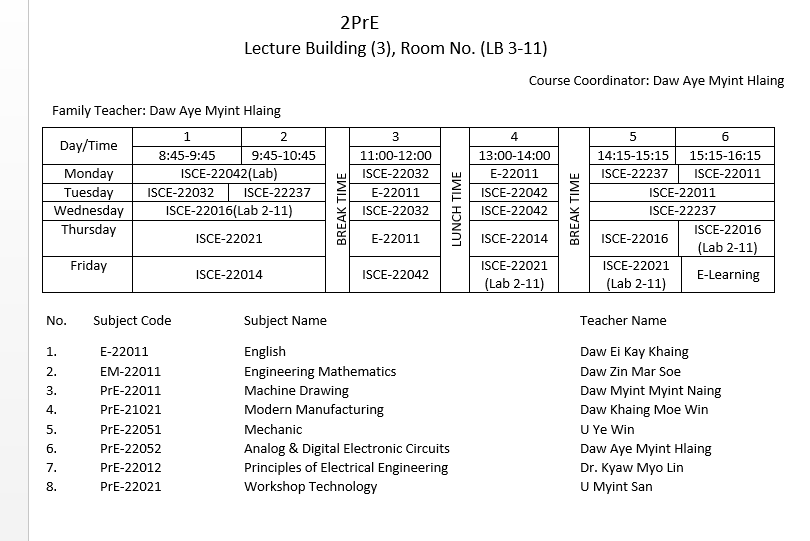 2PrE
Lecture Building (3), Room No. (LB 3-11)
Course Coordinator: Daw Aye Myint Hlaing
Family Teacher: Daw Aye Myint Hlaing
Day/Time 1 2 BREAK TIME 3 LUNCH TIME 4 BREAK TIME 5 6
8:45-9:45 9:45-10:45 11:00-12:00 13:00-14:00 14:15-15:15 15:15-16:15
Monday ISCE-22042(Lab) ISCE-22032 E-22011 ISCE-22237 ISCE-22011
Tuesday ISCE-22032 ISCE-22237 E-22011 ISCE-22042 ISCE-22011
Wednesday ISCE-22016(Lab 2-11) ISCE-22032 ISCE-22042 ISCE-22237
Thursday ISCE-22021 E-22011 ISCE-22014 ISCE-22016 ISCE-22016
(Lab 2-11)
Friday ISCE-22014 ISCE-22042 ISCE-22021 ISCE-22021 E-Learning
(Lab 2-11) (Lab 2-11)
No. Subject Code Subject Name Teacher Name
1. E-22011 English Daw Ei Kay Khaing
2. EM-22011 Engineering Mathematics Daw Zin Mar Soe
3. PrE-22011 Machine Drawing Daw Myint Myint Naing
4. PrE-21021 Modern Manufacturing Daw Khaing Moe Win
5. PrE-22051 Mechanic U Ye Win
6. PrE-22052 Analog & Digital Electronic Circuits Daw Aye Myint Hlaing
7. PrE-22012 Principles of Electrical Engineering Dr. Kyaw Myo Lin
8. PrE-22021 Workshop Technology U Myint San